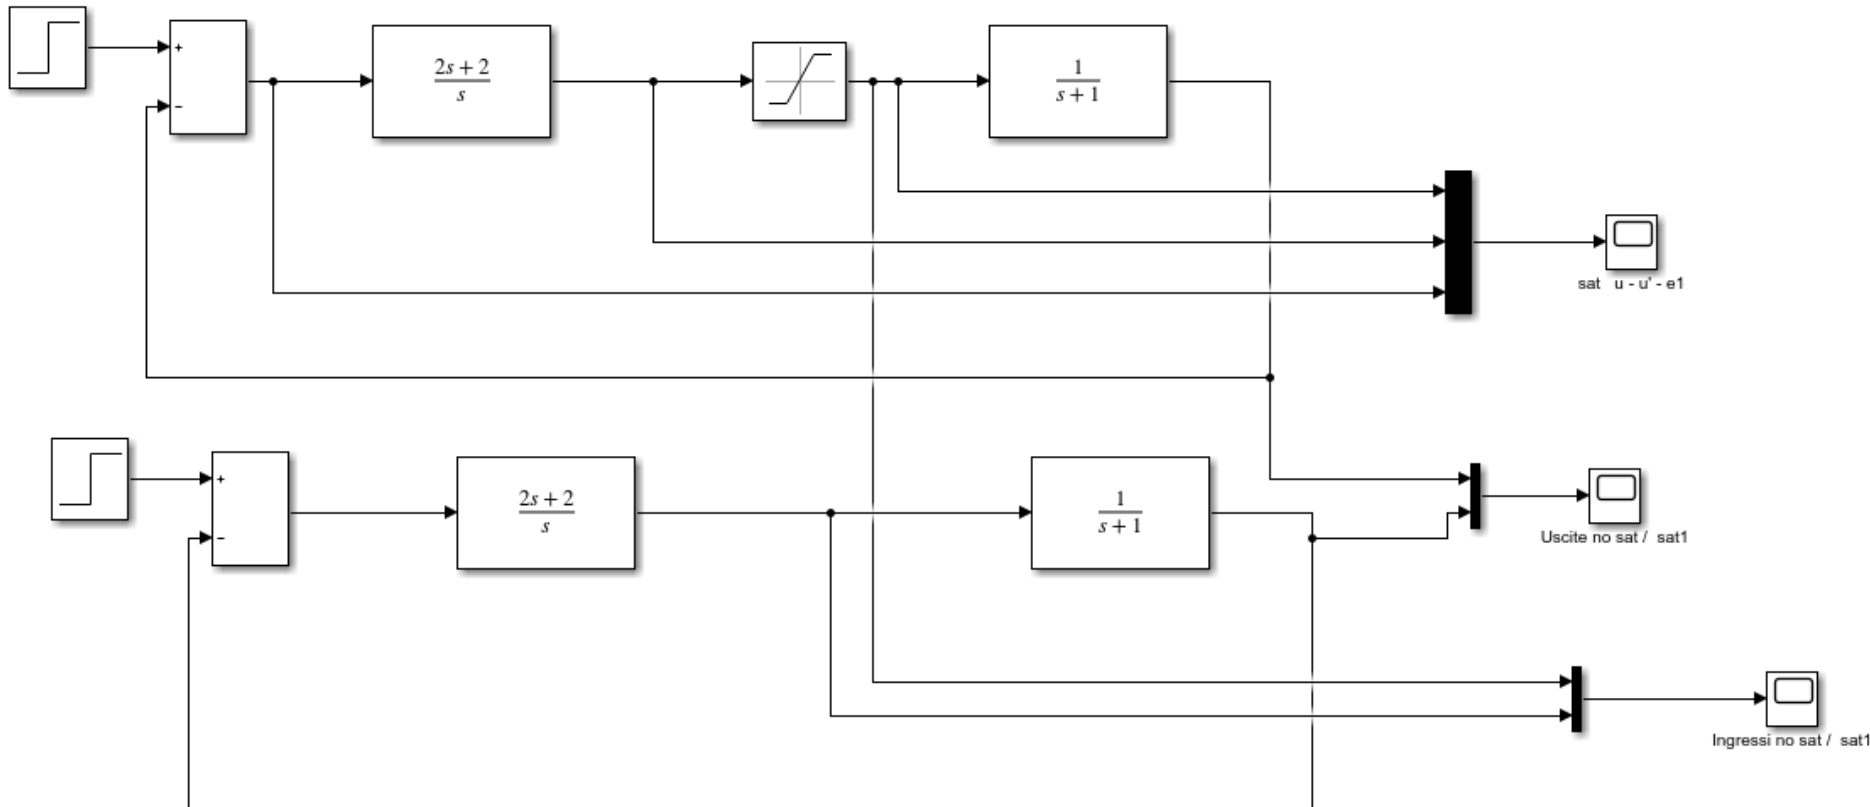 +
−
2s + 2
s
1
s + 1
sat u - u' - e1
+
−
2s + 2
s
1
s + 1
Uscite no sat / sat1
Ingressi no sat / sat1